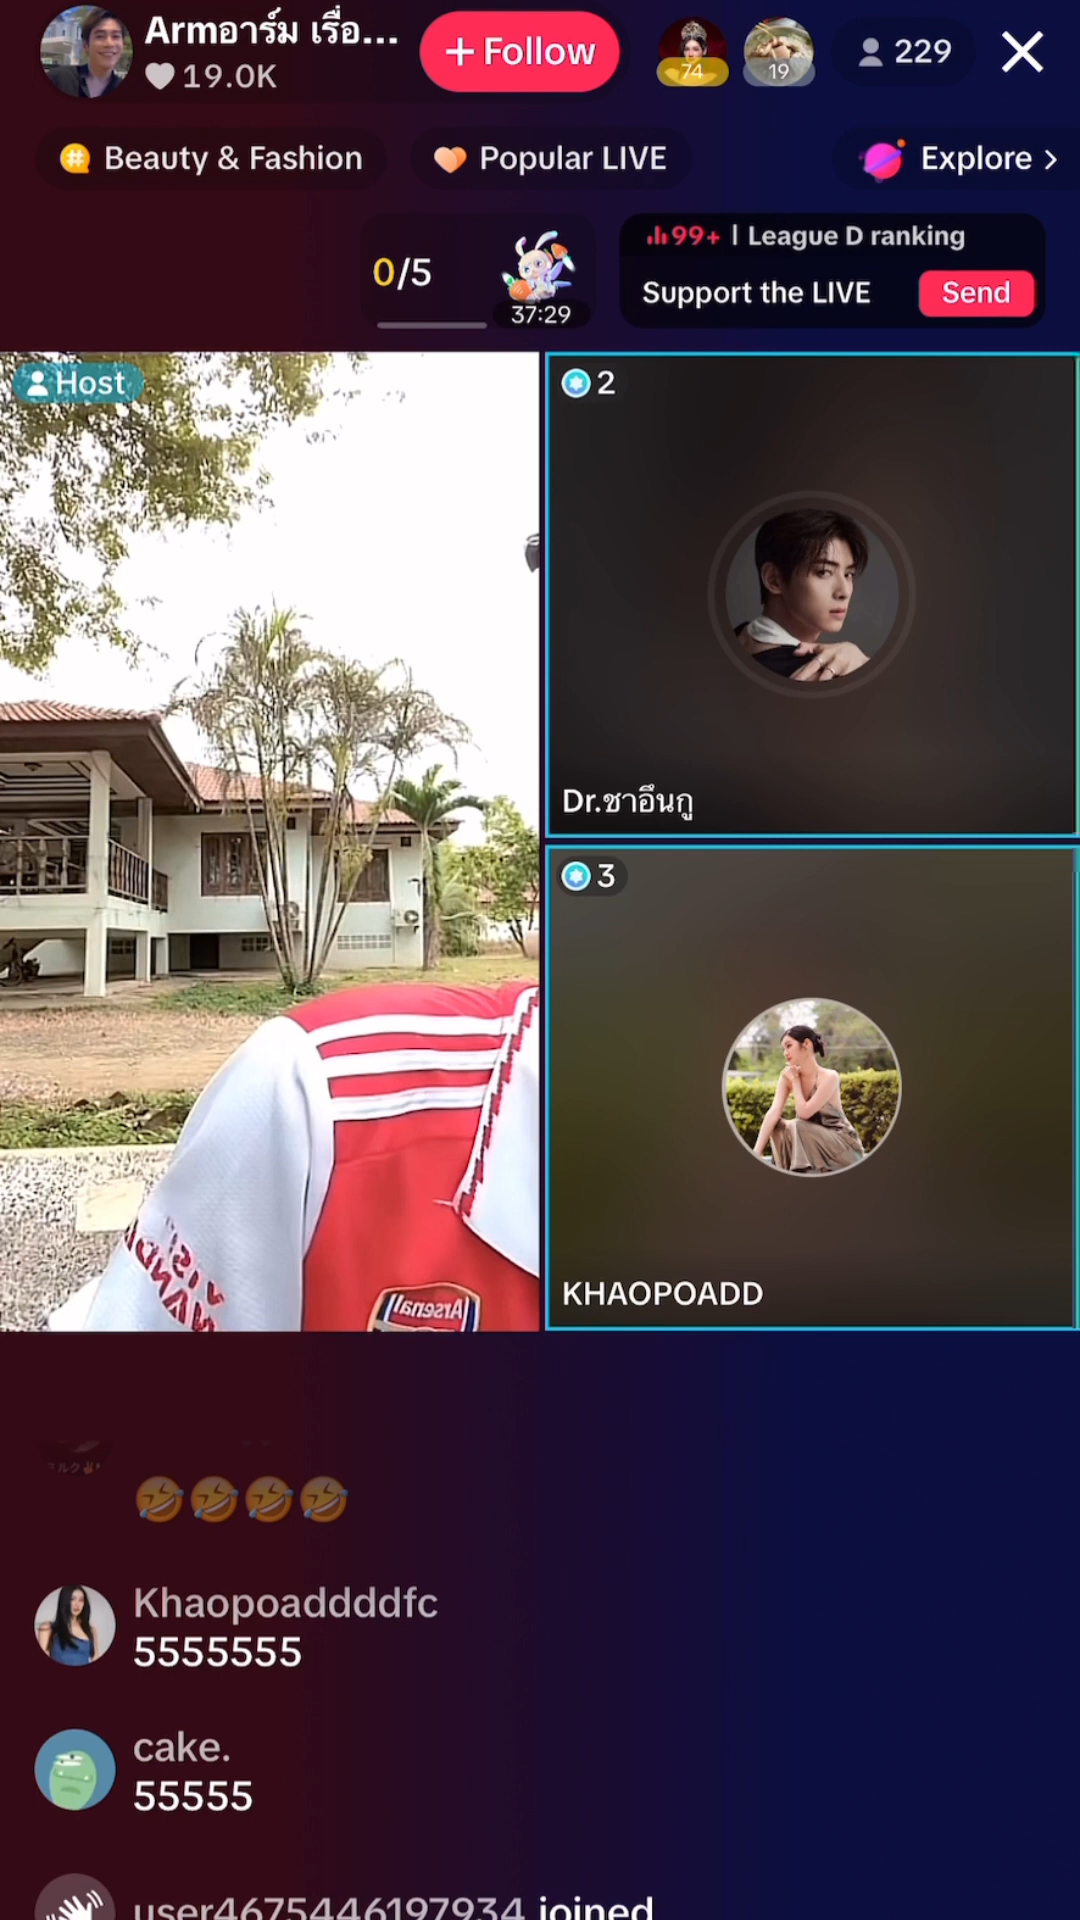 Armอาร์ม เรื่อ...
19.0K
+ Follow
74
19
229
Beauty & Fashion
Popular LIVE
Explore >
0/5
37:29
99+ | League D ranking
Support the LIVE
Send
Host
2
Dr.ชาอึนกู
3
KHAOPOADD
Arsenal
🤣🤣🤣🤣
Khaopoaddddfc
5555555
cake.
55555
user4675446197934 joined